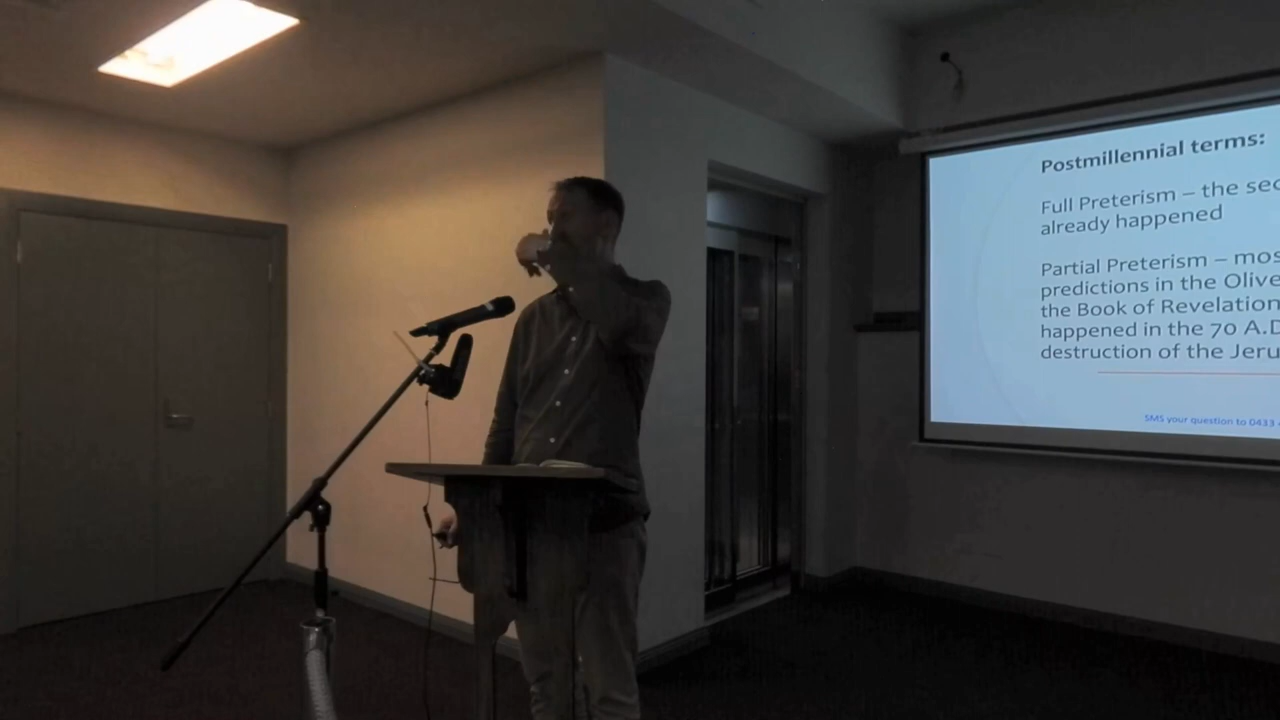 Postmillennial terms:
Full Preterism – the sec
already happened
Partial Preterism – mos
predictions in the Olive
the Book of Revelation
happened in the 70 A.D
destruction of the Jeru
SMS your question to 0433